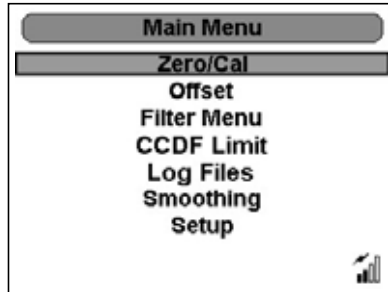 Main Menu
Zero/Cal
Offset
Filter Menu
CCDF Limit
Log Files
Smoothing
Setup